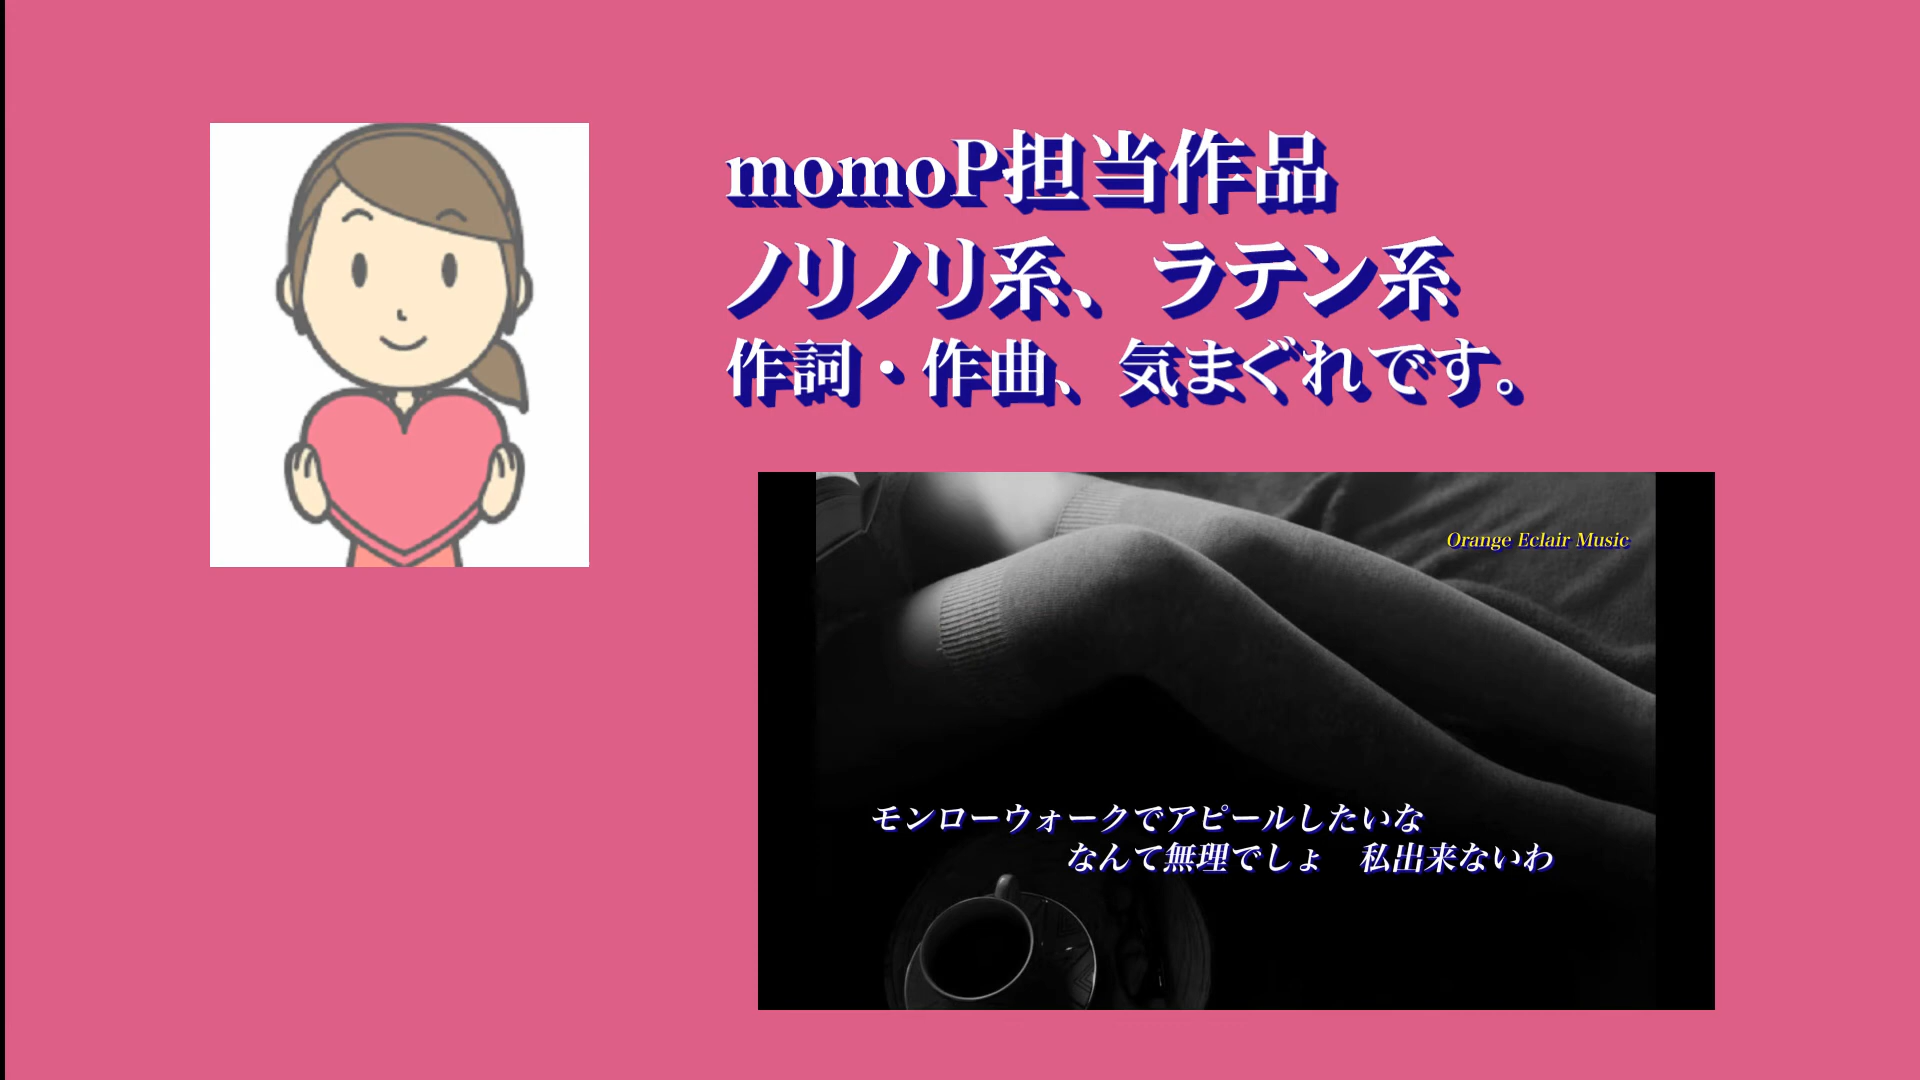 momoP担当作品
ノリノリ系、ラテン系
作詞・作曲、気まぐれです。
Orange Eclair Music
モンローウォークでアピールしたいな
なんて無理でしょ　私出来ないわ